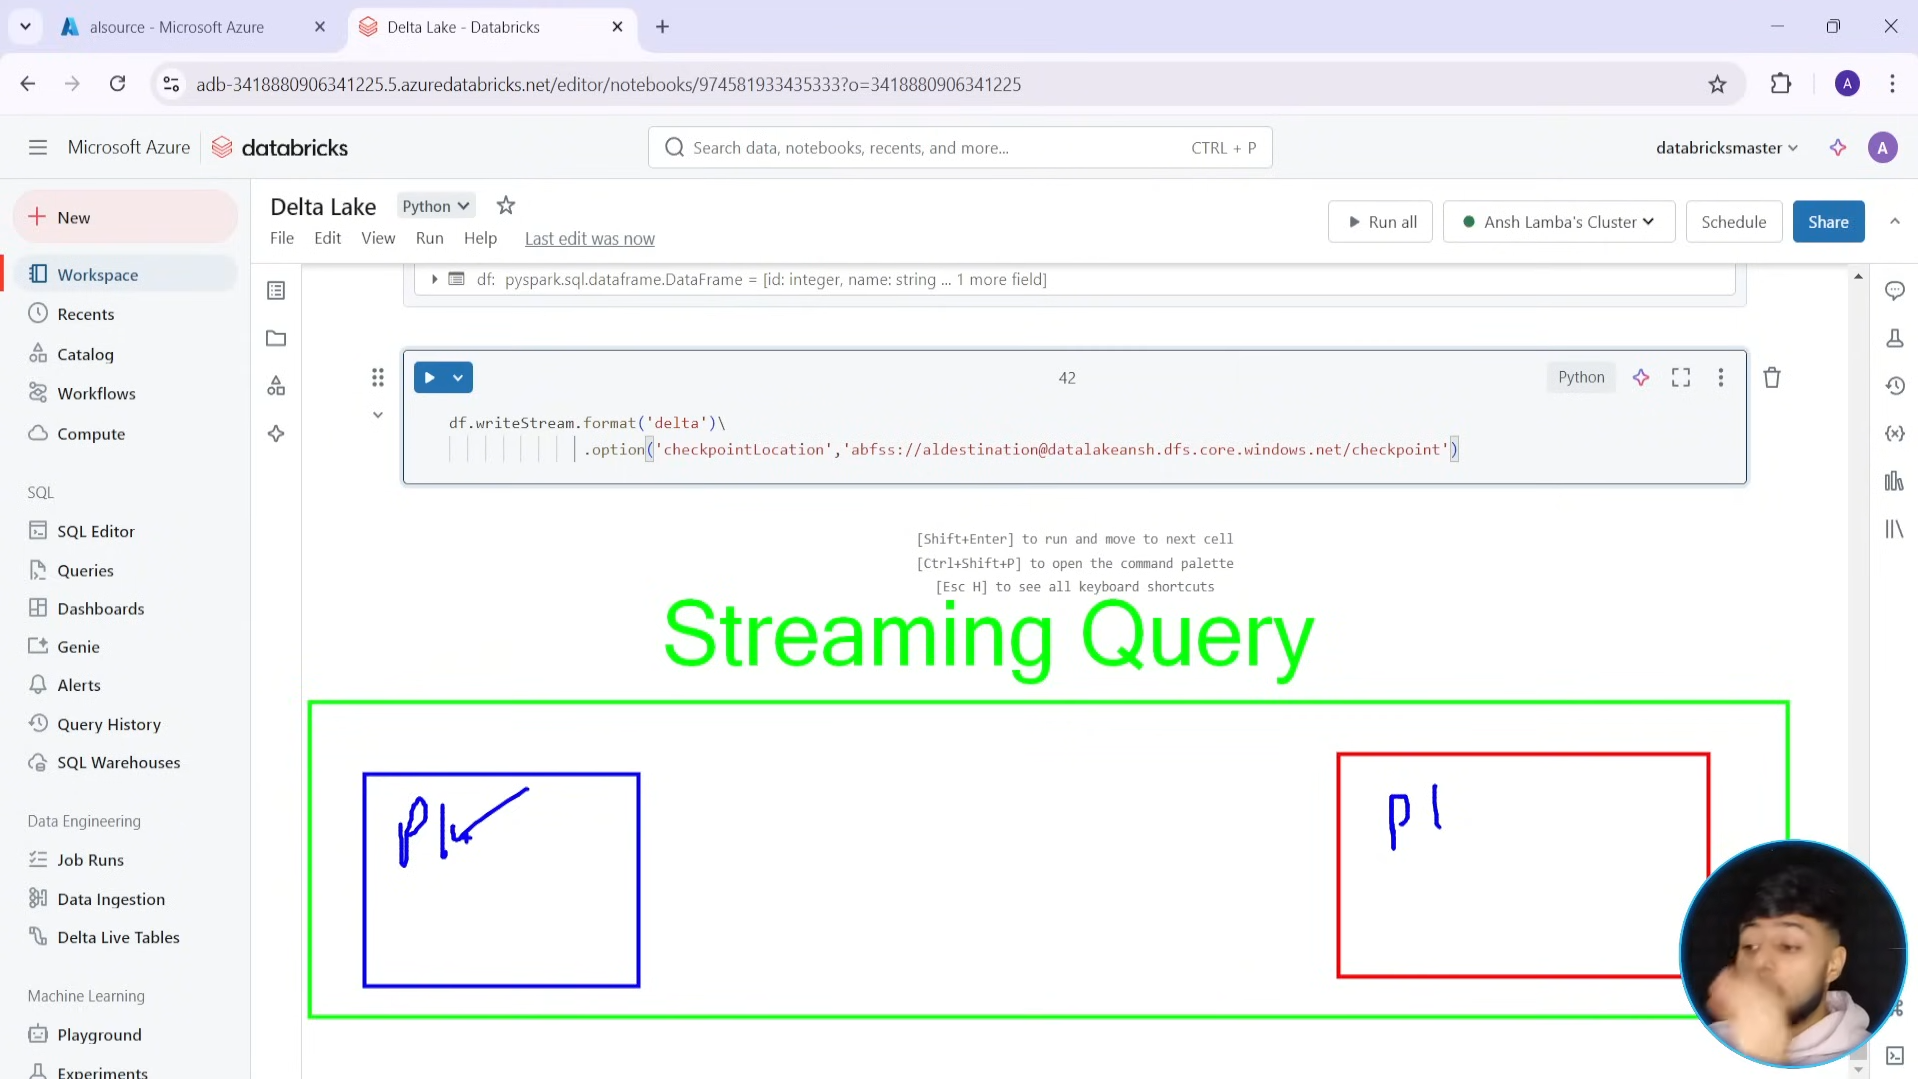 alsource - Microsoft Azure
Delta Lake - Databricks
adb-3418880906341225.5.azuredatabricks.net/editor/notebooks/974581933435333?o=3418880906341225
A
Microsoft Azure
databricks
Search data, notebooks, recents, and more...
CTRL + P
databricksmaster
A
New
Workspace
Recents
Catalog
Workflows
Compute
SQL
SQL Editor
Queries
Dashboards
Genie
Alerts
Query History
SQL Warehouses
Data Engineering
Job Runs
Data Ingestion
Delta Live Tables
Machine Learning
Playground
Experiments
Delta Lake
Python
File
Edit
View
Run
Help
Last edit was now
Run all
Ansh Lamba's Cluster
Schedule
Share
df: pyspark.sql.dataframe.DataFrame = [id: integer, name: string ... 1 more field]
42
Python
df.writeStream.format('delta')\
.option('checkpointLocation','abfss://aldestination@datalakeansh.dfs.core.windows.net/checkpoint')
[Shift+Enter] to run and move to next cell
[Ctrl+Shift+P] to open the command palette
[Esc H] to see all keyboard shortcuts
Streaming Query
P1
P1